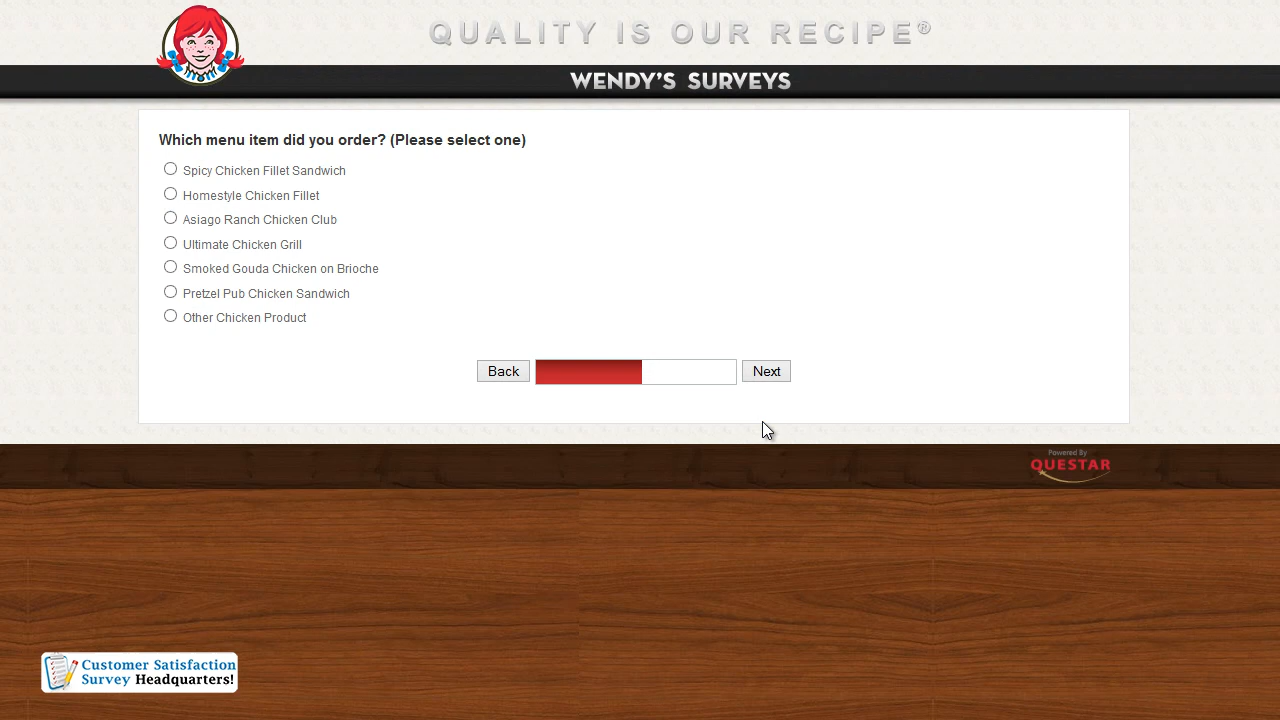 QUALITY IS OUR RECIPE®
WENDY'S SURVEYS
Which menu item did you order? (Please select one)
Spicy Chicken Fillet Sandwich
Homestyle Chicken Fillet
Asiago Ranch Chicken Club
Ultimate Chicken Grill
Smoked Gouda Chicken on Brioche
Pretzel Pub Chicken Sandwich
Other Chicken Product
Back Next
Powered By
QUESTAR
Customer Satisfaction
Survey Headquarters!